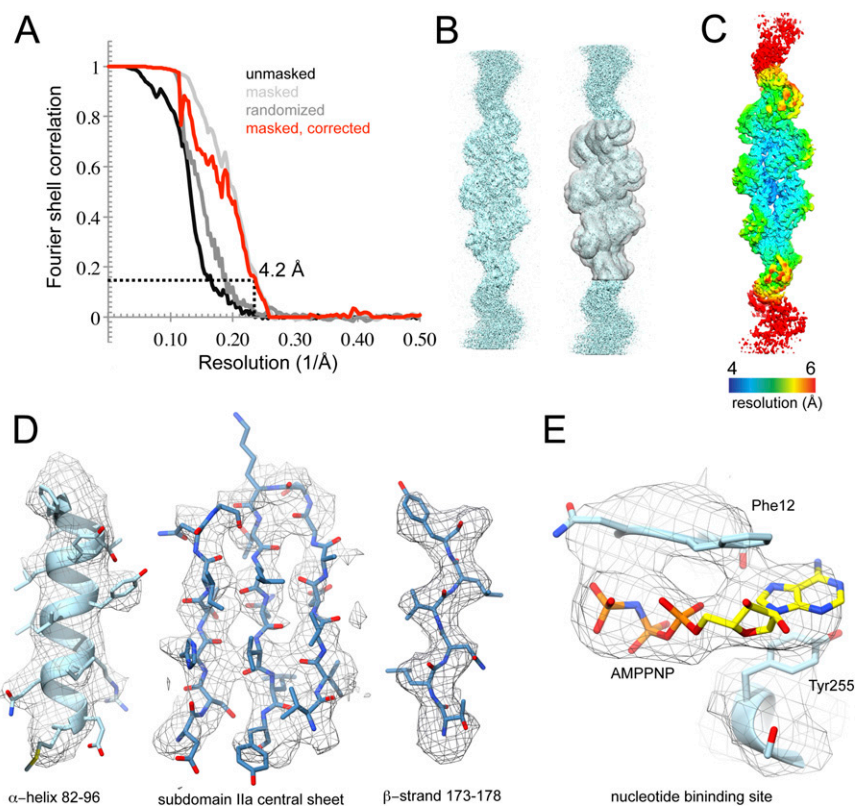 A
B
C
1
0.8
0.6
0.4
0.2
0
Fourier shell correlation
unmasked
masked
randomized
masked, corrected
4.2 Å
0.10 0.20 0.30 0.40 0.50
Resolution (1/Å)
4 6
resolution (Å)
D
E
α-helix 82-96
subdomain IIa central sheet
β-strand 173-178
Phe12
AMPPNP
Tyr255
nucleotide bininding site